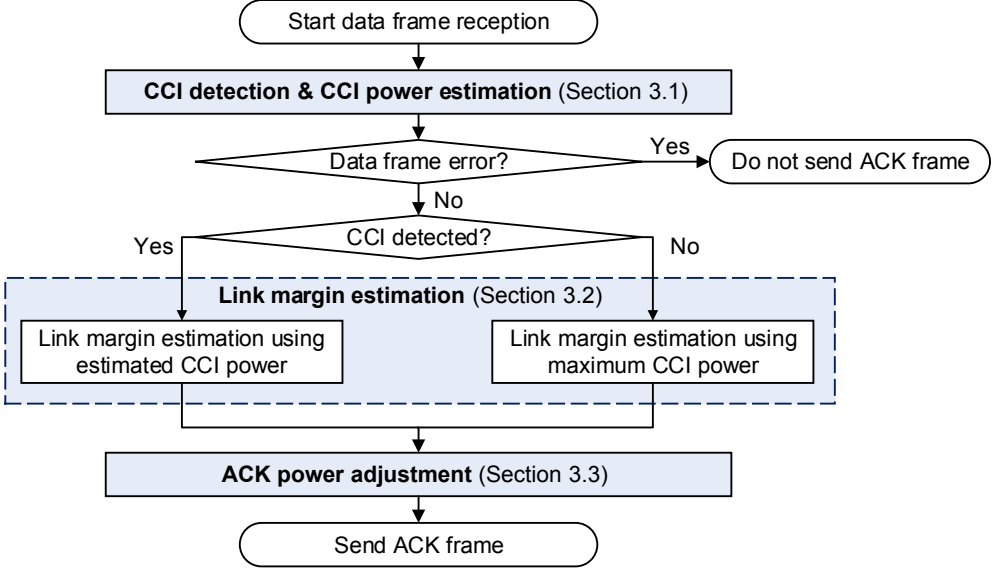 Start data frame reception
CCI detection & CCI power estimation (Section 3.1)
Data frame error?
Yes
Do not send ACK frame
No
CCI detected?
Yes
No
Link margin estimation (Section 3.2)
Link margin estimation using
estimated CCI power
Link margin estimation using
maximum CCI power
ACK power adjustment (Section 3.3)
Send ACK frame